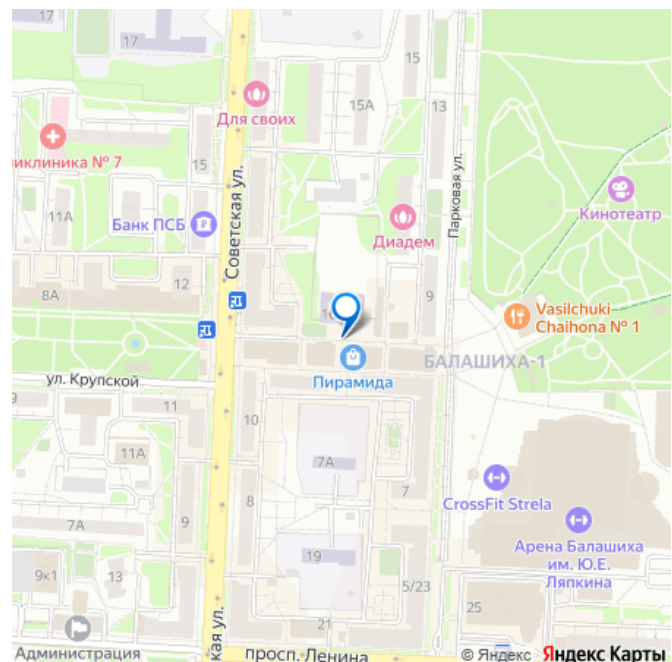 17
17
15А
13
Для своих
иклиника № 7
15
11А
Банк ПСБ
Советская ул.
Парковая ул.
Кинотеатр
Диадем
12
8А
9
Vasilchuki
Chaihona № 1
Пирамида
БАЛАШИХА-1
ул. Крупской
9
11
10
11А
7А
7
CrossFit Strela
8
7А
9
Арена Балашиха
им. Ю.Е.
Ляпкина
19
9к1
13
5/23
25
21
кая ул.
Администрация
просп. Ленина
© Яндекс Яндекс Карты